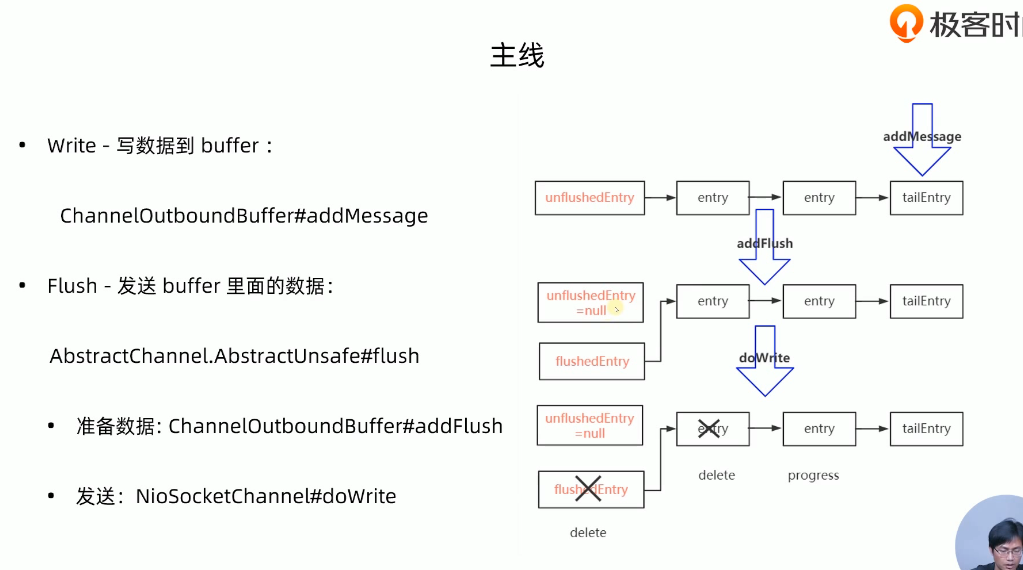 极客时间
主线
• Write - 写数据到 buffer：
ChannelOutboundBuffer#addMessage
• Flush - 发送 buffer 里面的数据：
AbstractChannel.AbstractUnsafe#flush
• 准备数据: ChannelOutboundBuffer#addFlush
• 发送：NioSocketChannel#doWrite
addMessage
unflushedEntry
entry
entry
tailEntry
addFlush
unflushedEntry
=null
entry
entry
tailEntry
flushedEntry
doWrite
unflushedEntry
=null
entry
entry
tailEntry
delete
progress
flushedEntry
delete